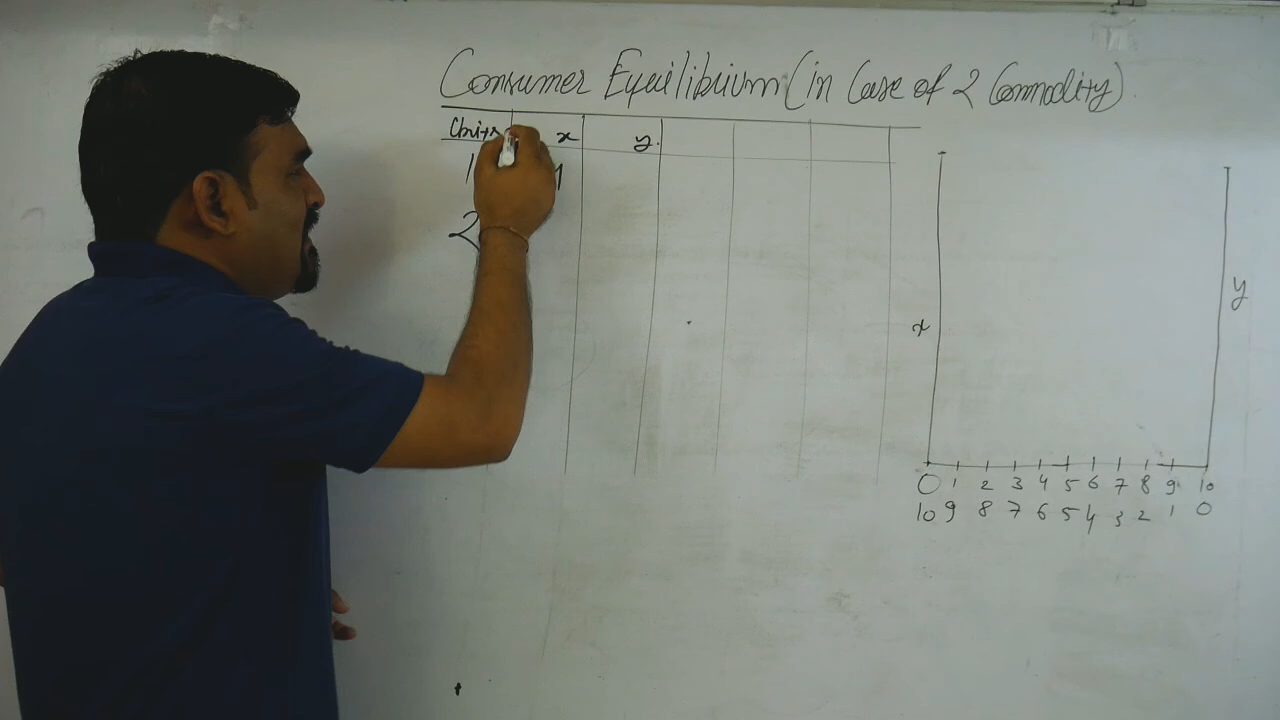 Consumer Equilibrium (in Case of 2 Commodity)
Units x y
1
2
x
y
0 1 2 3 4 5 6 7 8 9 10
10 9 8 7 6 5 4 3 2 1 0